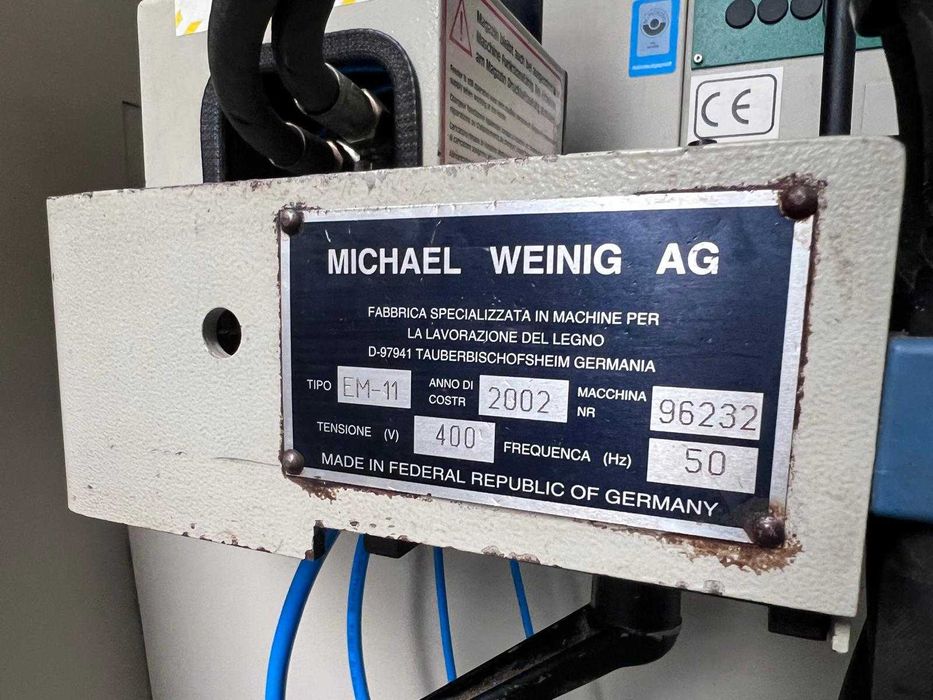 CE
MICHAEL WEINIG AG
FABBRICA SPECIALIZZATA IN MACHINE PER
LA LAVORAZIONE DEL LEGNO
D-97941 TAUBERBISCHOFSHEIM GERMANIA
TIPO EM-11 ANNO DI COSTR 2002 MACCHINA NR 96232
TENSIONE (V) 400 FREQUENCA (Hz) 50
MADE IN FEDERAL REPUBLIC OF GERMANY